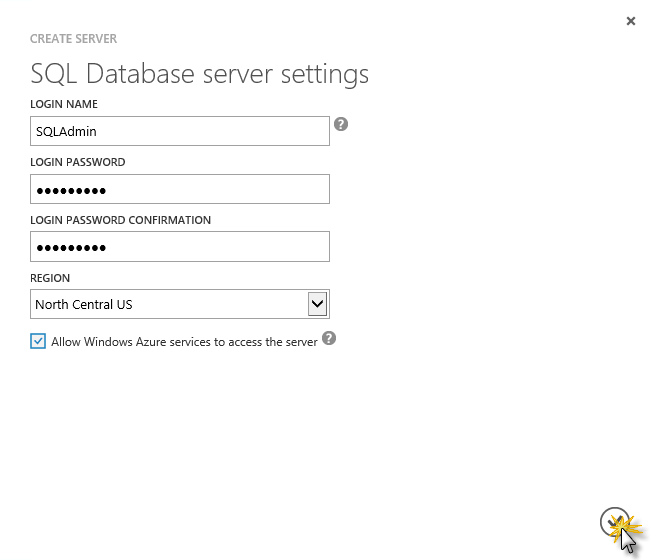 CREATE SERVER
SQL Database server settings
LOGIN NAME
SQLAdmin
?
LOGIN PASSWORD
●●●●●●●●●
LOGIN PASSWORD CONFIRMATION
●●●●●●●●●
REGION
North Central US
Allow Windows Azure services to access the server ?